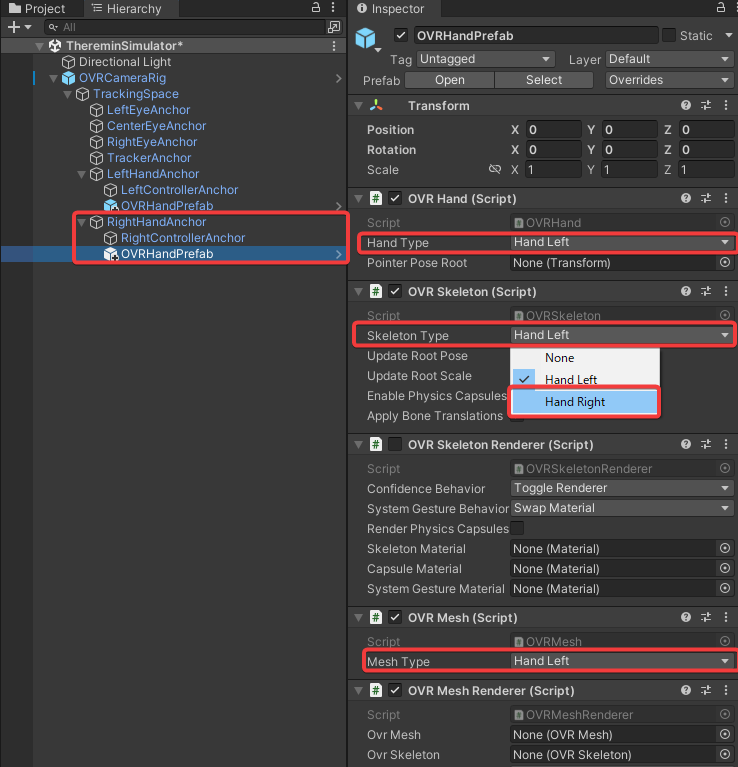 Project
Hierarchy
All
ThereminSimulator*
Directional Light
OVRCameraRig
TrackingSpace
LeftEyeAnchor
CenterEyeAnchor
RightEyeAnchor
TrackerAnchor
LeftHandAnchor
LeftControllerAnchor
OVRHandPrefab
RightHandAnchor
RightControllerAnchor
OVRHandPrefab
Inspector
OVRHandPrefab Static
Tag Untagged Layer Default
Prefab Open Select Overrides
Transform
Position X 0 Y 0 Z 0
Rotation X 0 Y 0 Z 0
Scale X 1 Y 1 Z 1
# OVR Hand (Script)
Script # OVRHand
Hand Type Hand Left
Pointer Pose Root None (Transform)
# OVR Skeleton (Script)
Script # OVRSkeleton
Skeleton Type Hand Left
Update Root Pose None
Update Root Scale Hand Left
Enable Physics Capsules Hand Right
Apply Bone Translations
# OVR Skeleton Renderer (Script)
Script # OVRSkeletonRenderer
Confidence Behavior Toggle Renderer
System Gesture Behavior Swap Material
Render Physics Capsules
Skeleton Material None (Material)
Capsule Material None (Material)
System Gesture Material None (Material)
# OVR Mesh (Script)
Script # OVRMesh
Mesh Type Hand Left
# OVR Mesh Renderer (Script)
Script # OVRMeshRenderer
Ovr Mesh None (OVR Mesh)
Ovr Skeleton None (OVR Skeleton)